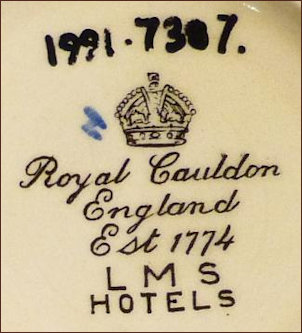 1991.7307.
Royal Cauldon
England
Est 1774
LMS
HOTELS